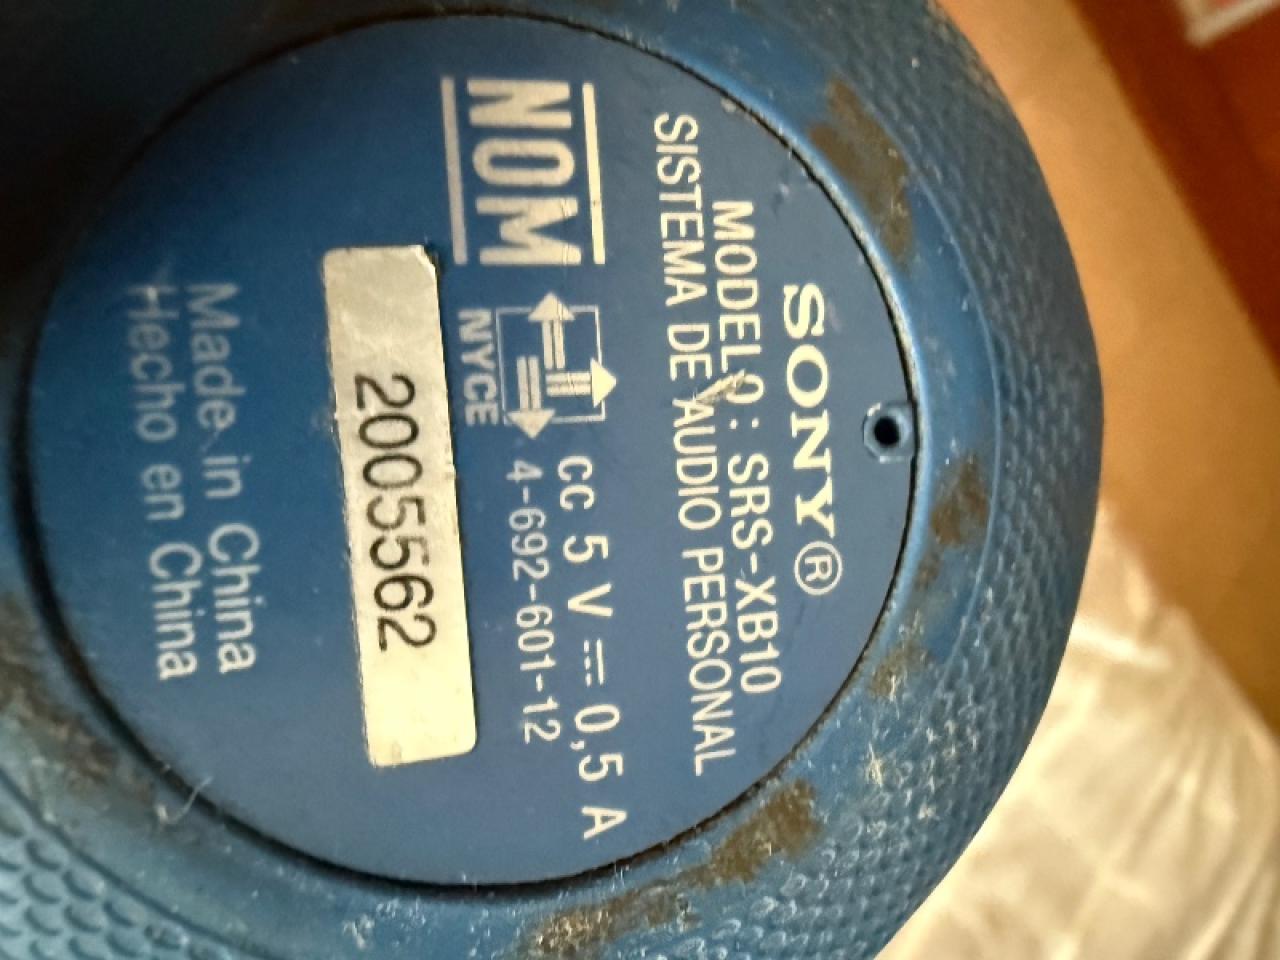 SONY®
MODELO: SRS-XB10
SISTEMA DE AUDIO PERSONAL
NOM
NYCE
CC 5 V ⎓ 0,5 A
4-692-601-12
2005562
Made in China
Hecho en China